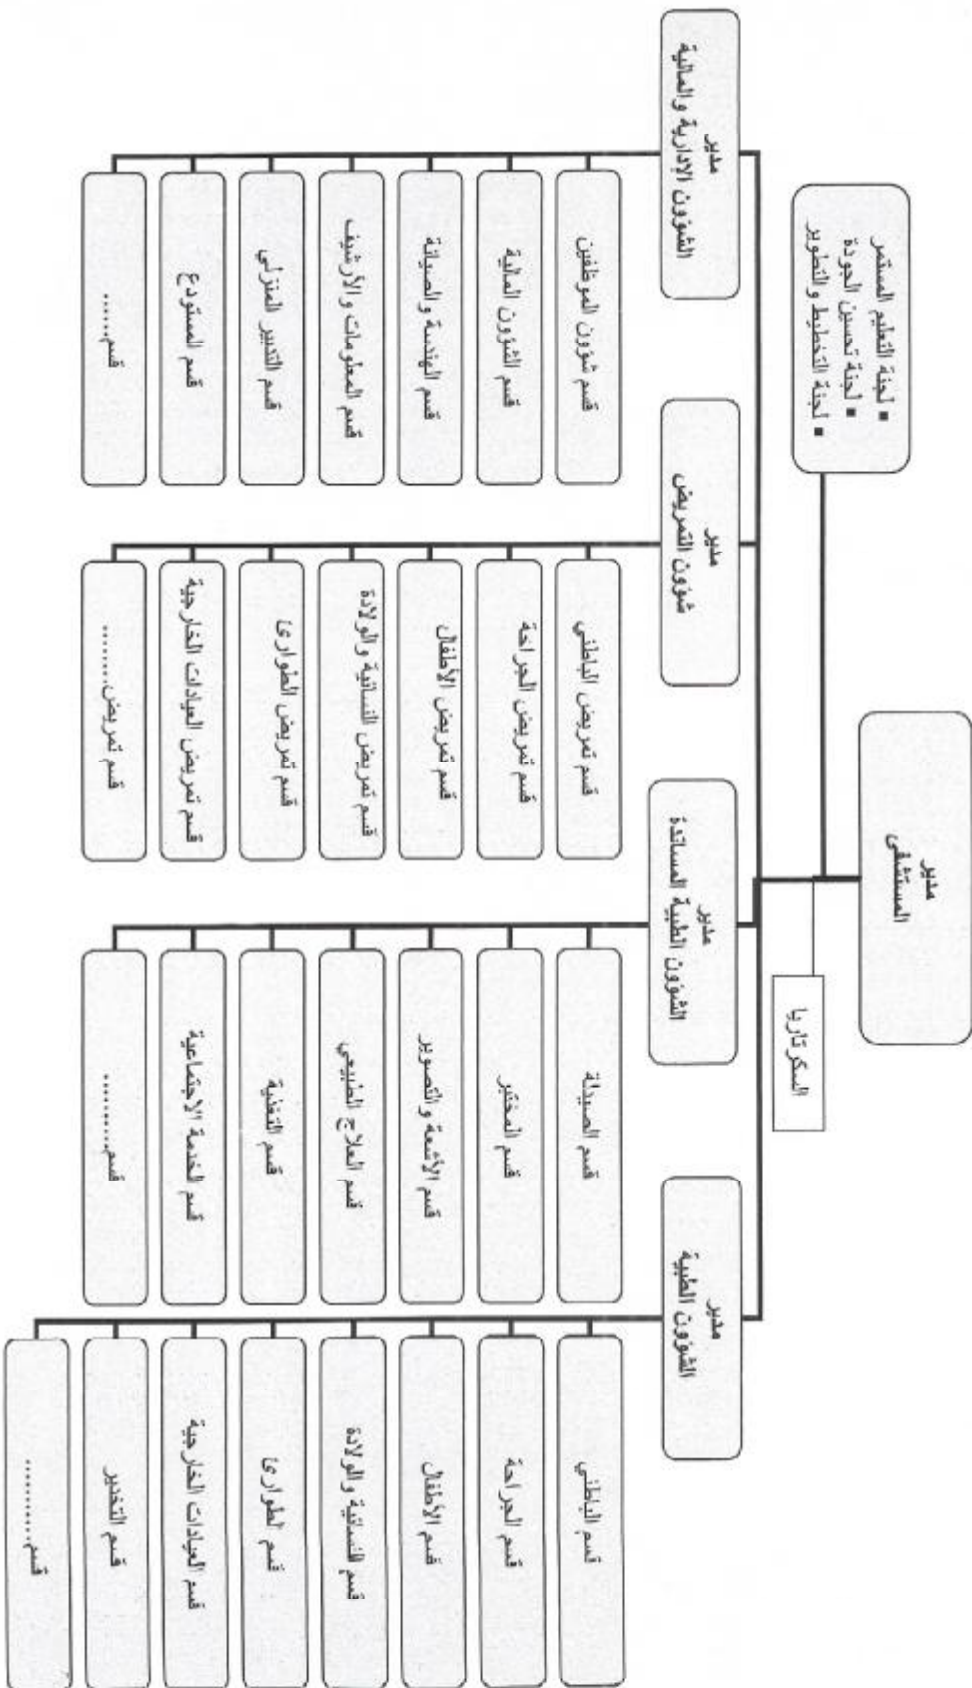 مدير
المستشفى
السكرتاريا
▪ لجنة التعليم المستمر
▪ لجنة تحسين الجودة
▪ لجنة التخطيط والتطوير
مدير
الشؤون الطبية
قسم الباطني
قسم الجراحة
قسم الأطفال
قسم النسائية والولادة
قسم الطوارئ
قسم العيادات الخارجية
قسم التخدير
قسم...........
مدير
الشؤون الطبية المساندة
قسم الصيدلة
قسم المختبر
قسم الأشعة والتصوير
قسم العلاج الطبيعي
قسم التغذية
قسم الخدمة الاجتماعية
قسم...........
مدير
شؤون التمريض
قسم تمريض الباطني
قسم تمريض الجراحة
قسم تمريض الأطفال
قسم تمريض النسائية والولادة
قسم تمريض الطوارئ
قسم تمريض العيادات الخارجية
قسم تمريض.........
مدير
الشؤون الإدارية والمالية
قسم شؤون الموظفين
قسم الشؤون المالية
قسم الهندسة والصيانة
قسم المعلومات والأرشيف
قسم التدبير المنزلي
قسم المستودع
قسم.......